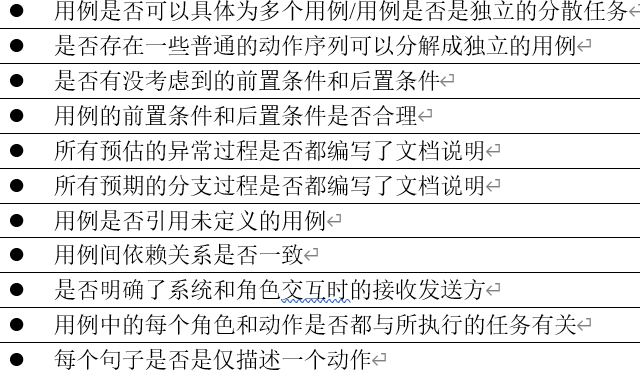 ● 用例是否可以具体为多个用例/用例是否是独立的分散任务
● 是否存在一些普通的动作序列可以分解成独立的用例
● 是否有没考虑到的前置条件和后置条件
● 用例的前置条件和后置条件是否合理
● 所有预估的异常过程是否都编写了文档说明
● 所有预期的分支过程是否都编写了文档说明
● 用例是否引用未定义的用例
● 用例间依赖关系是否一致
● 是否明确了系统和角色交互时的接收发送方
● 用例中的每个角色和动作是否都与所执行的任务有关
● 每个句子是否是仅描述一个动作